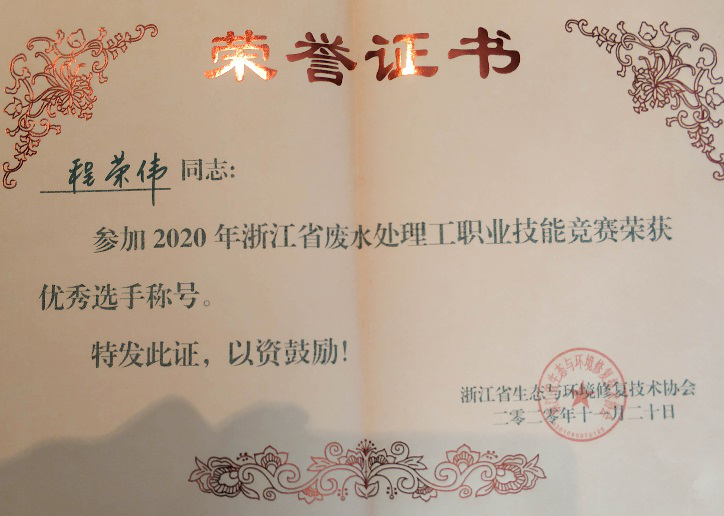 荣誉证书
程荣伟 同志:
参加2020年浙江省废水处理工职业技能竞赛荣获
优秀选手称号。
特发此证，以资鼓励!
浙江省生态与环境修复技术协会
二零二零年十一月二十日